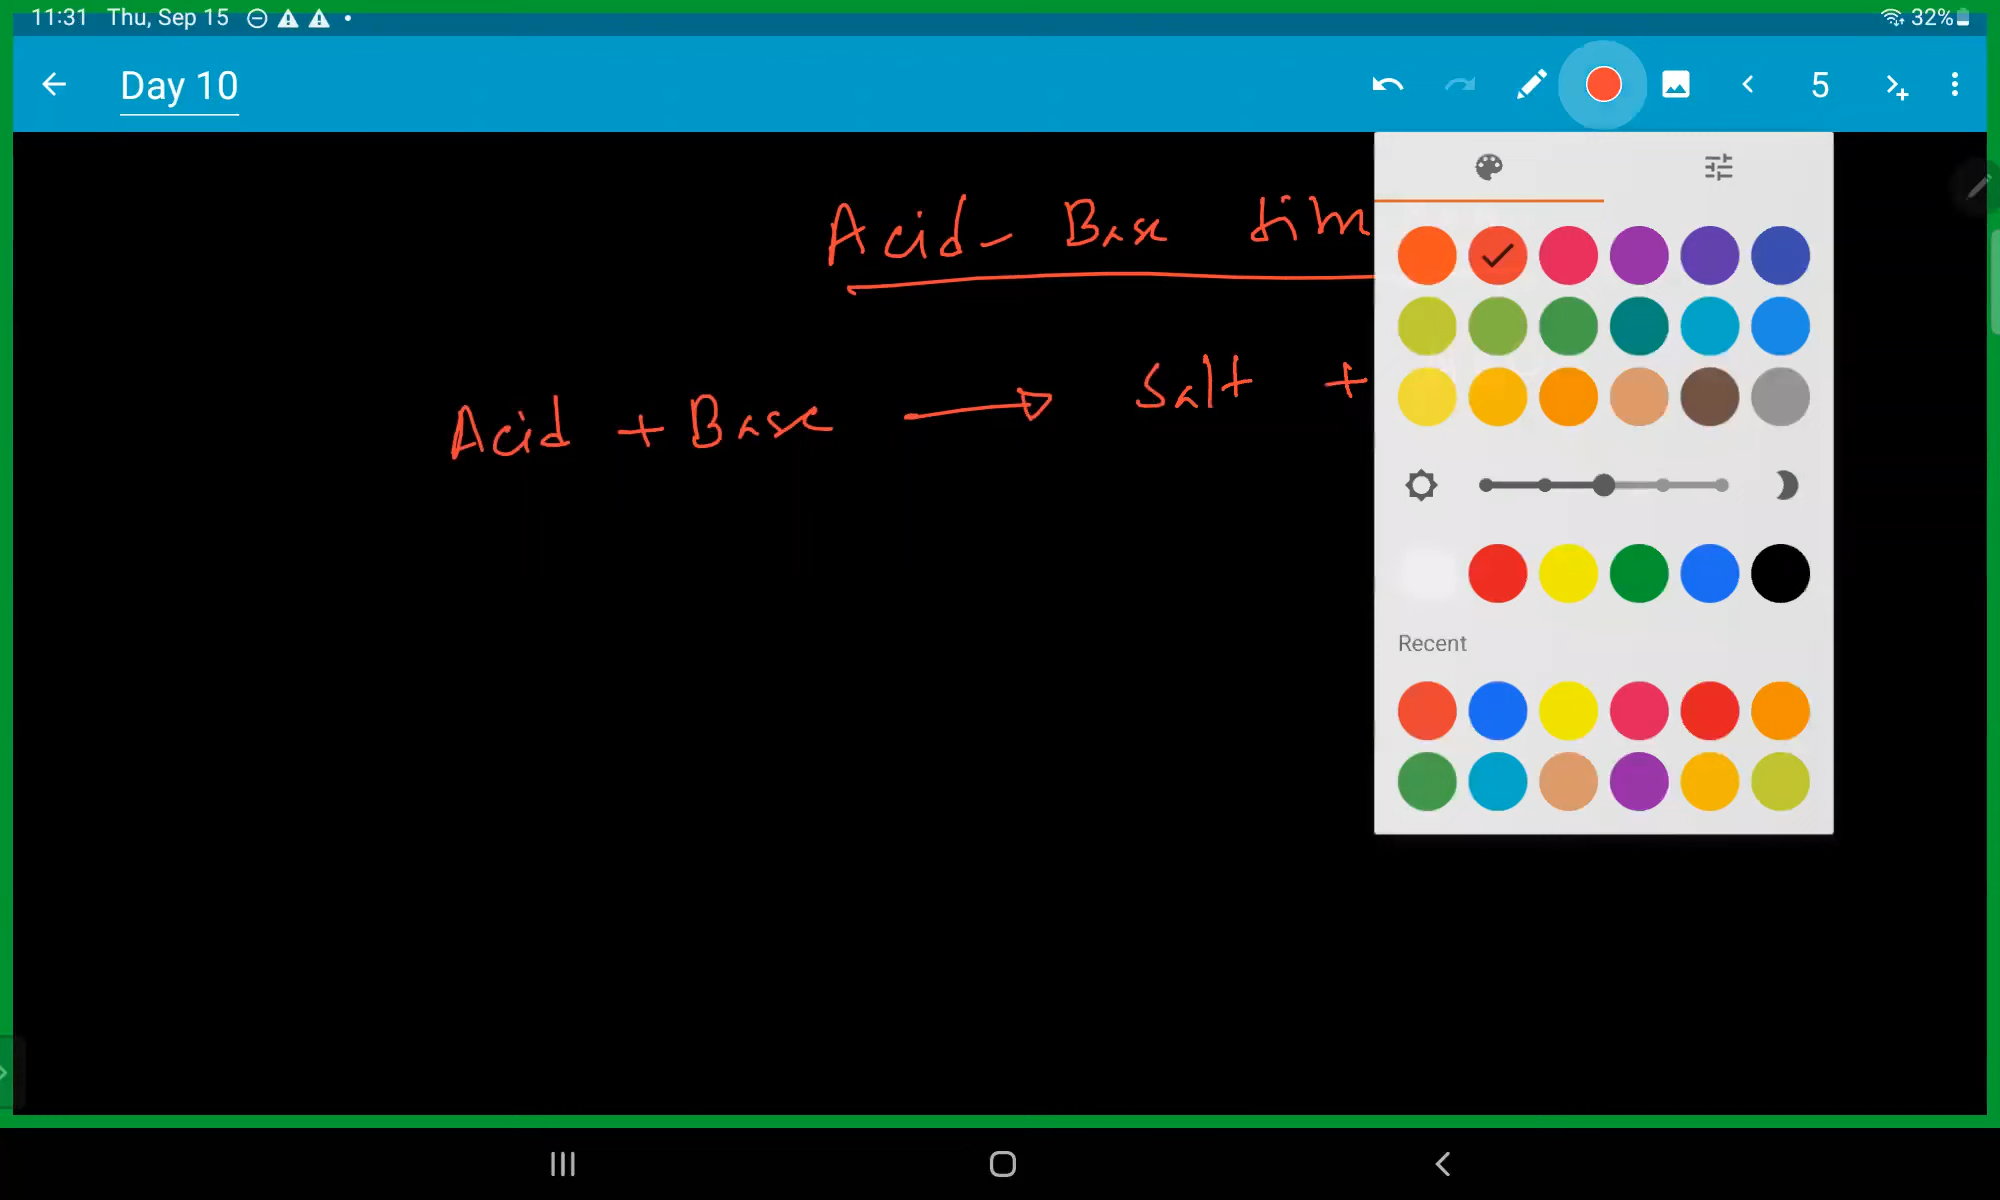 11:31 Thu, Sep 15 32%
Day 10 5
Acid - Base
Acid + Base → Salt +
Recent